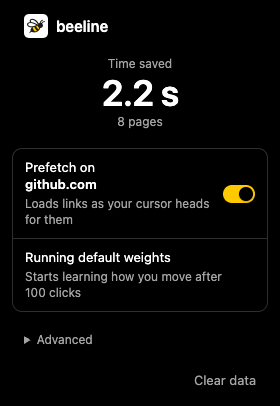 beeline
Time saved
2.2 s
8 pages
Prefetch on
github.com
Loads links as your cursor heads
for them
Running default weights
Starts learning how you move after
100 clicks
Advanced
Clear data